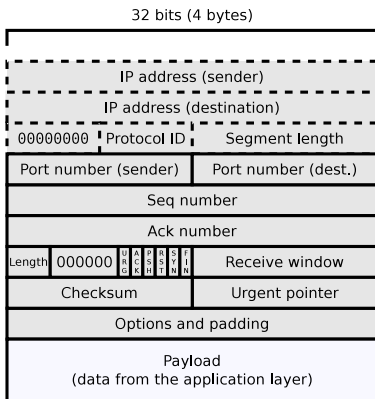 32 bits (4 bytes)
IP address (sender)
IP address (destination)
00000000 Protocol ID Segment length
Port number (sender) Port number (dest.)
Seq number
Ack number
Length 000000 URG ACK PSH RST SYN FIN Receive window
Checksum Urgent pointer
Options and padding
Payload
(data from the application layer)